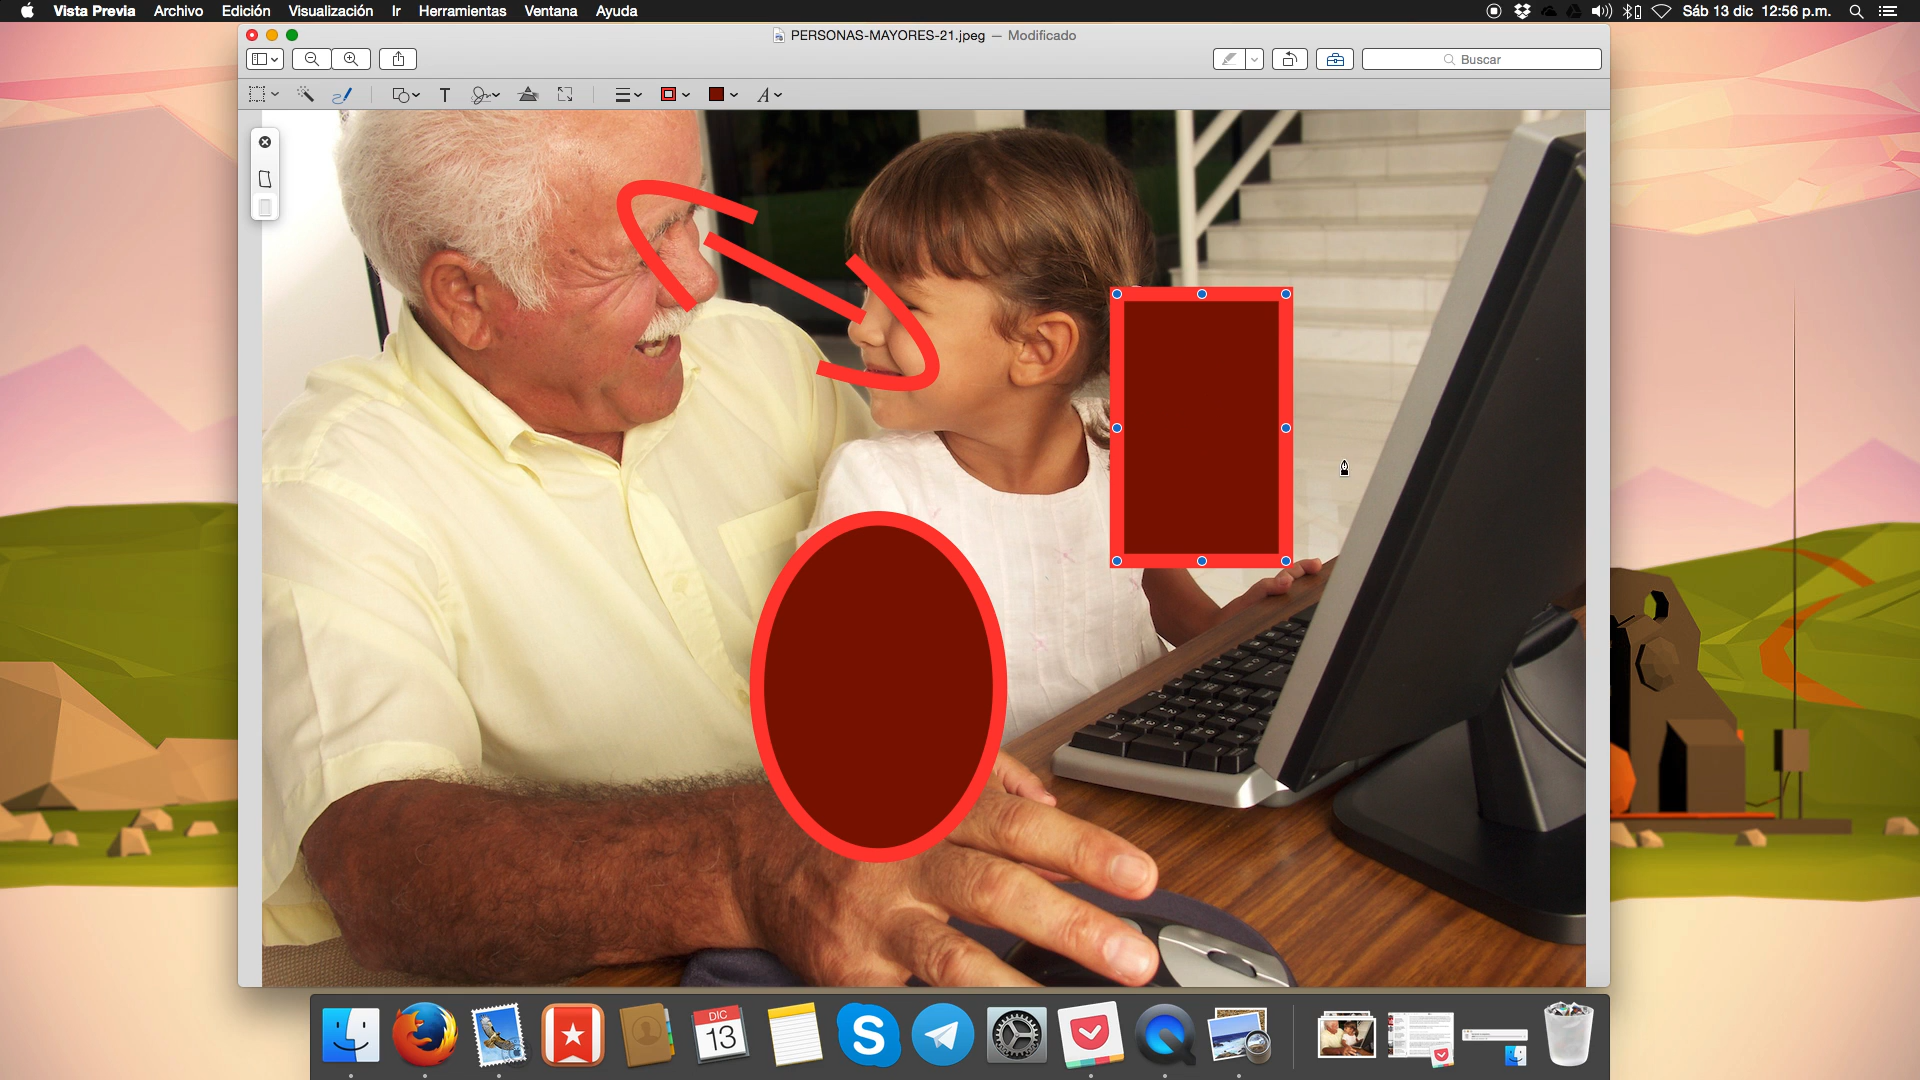 Vista Previa Archivo Edición Visualización Ir Herramientas Ventana Ayuda Sáb 13 dic 12:56 p.m.
PERSONAS-MAYORES-21.jpeg — Modificado
Buscar
T
A
DIC
13
S